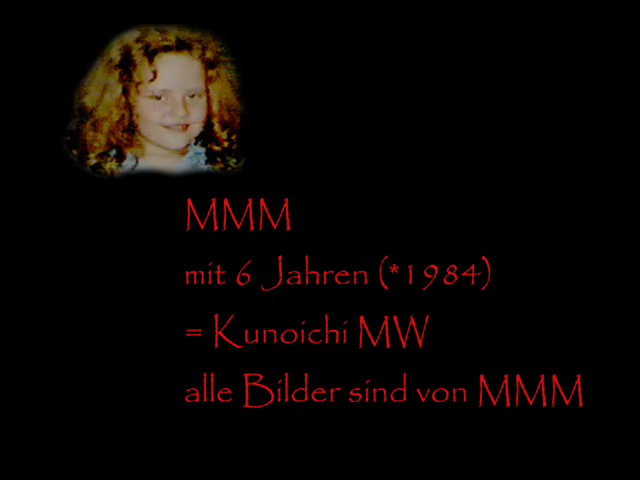 MMM
mit 6 Jahren (*1984)
= Kunoichi MW
alle Bilder sind von MMM